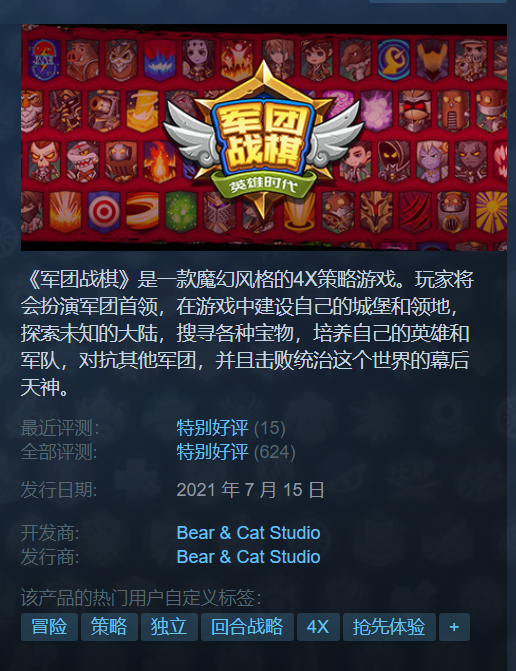 军团
战棋
英雄时代
《军团战棋》是一款魔幻风格的4X策略游戏。玩家将
会扮演军团首领，在游戏中建设自己的城堡和领地，
探索未知的大陆，搜寻各种宝物，培养自己的英雄和
军队，对抗其他军团，并且击败统治这个世界的幕后
天神。
最近评测： 特别好评 (15)
全部评测: 特别好评 (624)
发行日期: 2021 年 7 月 15 日
开发商: Bear & Cat Studio
发行商: Bear & Cat Studio
该产品的热门用户自定义标签：
冒险 策略 独立 回合战略 4X 抢先体验 +